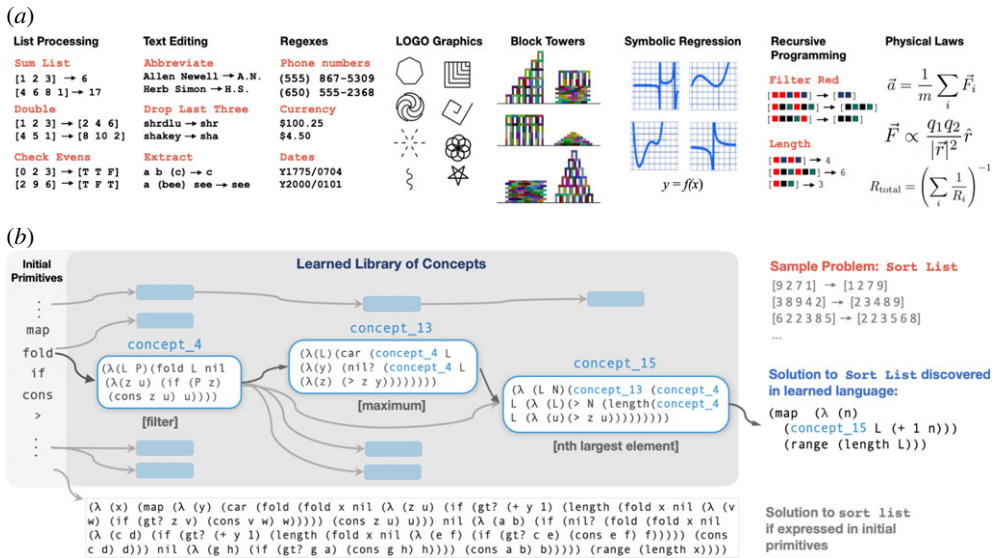 (a)
List Processing
Sum List
[1 2 3] → 6
[4 6 8 1] → 17
Double
[1 2 3] → [2 4 6]
[4 5 1] → [8 10 2]
Check Evens
[0 2 3] → [T T F]
[2 9 6] → [T F T]
Text Editing
Abbreviate
Allen Newell → A.N.
Herb Simon → H.S.
Drop Last Three
shrdlu → shr
shakey → sha
Extract
a b (c) → c
a (bee) see → see
Regexes
Phone numbers
(555) 867-5309
(650) 555-2368
Currency
$100.25
$4.50
Dates
Y1775/0704
Y2000/0101
LOGO Graphics
Block Towers
Symbolic Regression
y = f(x)
Recursive
Programming
Filter Red
Length
4
6
3
Physical Laws
a⃗ = 1/m ∑ᵢ F⃗ᵢ
F⃗ ∝ q₁q₂/|r⃗|² r̂
R_total = (∑ᵢ 1/Rᵢ)⁻¹
(b)
Initial
Primitives
map
fold
if
cons
>
Learned Library of Concepts
concept_4
(λ(L P)(fold L nil
(λ(z u) (if (P z)
(cons z u) u))))
[filter]
concept_13
(λ(L)(car (concept_4 L
(λ(y) (nil? (concept_4 L
(λ(z) (> z y))))))))
[maximum]
concept_15
(λ (L N)(concept_13 (concept_4
L (λ (L)(> N (length(concept_4
L (λ (u)(> z u)))))))))
[nth largest element]
Sample Problem: Sort List
[9 2 7 1] → [1 2 7 9]
[3 8 9 4 2] → [2 3 4 8 9]
[6 2 2 3 8 5] → [2 2 3 5 6 8]
...
Solution to Sort List discovered
in learned language:
(map (λ (n)
(concept_15 L (+ 1 n)))
(range (length L)))
(λ (x) (map (λ (y) (car (fold (fold x nil (λ (z u) (if (gt? (+ y 1) (length (fold x nil (λ (v
w) (if (gt? z v) (cons v w) w))))) (cons z u) u))) nil (λ (a b) (if (nil? (fold (fold x nil
(λ (c d) (if (gt? (+ y 1) (length (fold x nil (λ (e f) (if (gt? c e) (cons e f) f))))) (cons
c d) d))) nil (λ (g h) (if (gt? g a) (cons g h) h)))) (cons a b) b))))) (range (length x))))
Solution to sort list
if expressed in initial
primitives